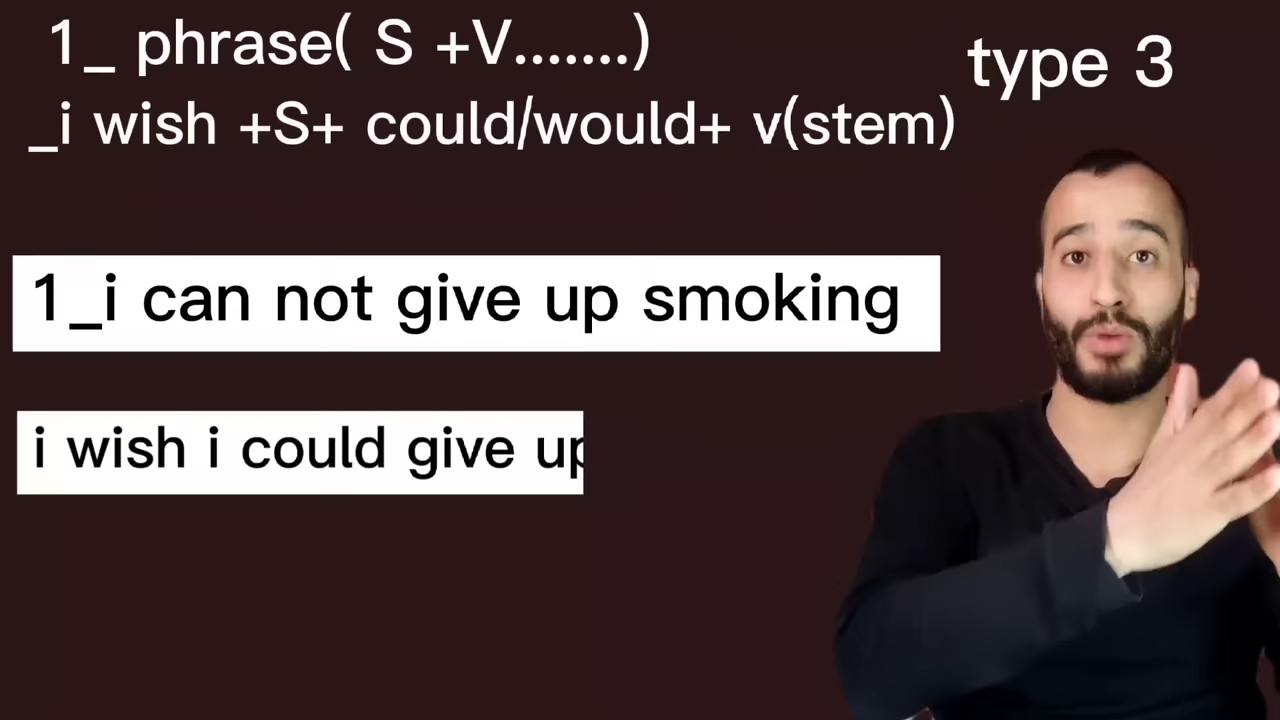 1_ phrase( S +V.......)
type 3
_i wish +S+ could/would+ v(stem)
1_i can not give up smoking
i wish i could give up